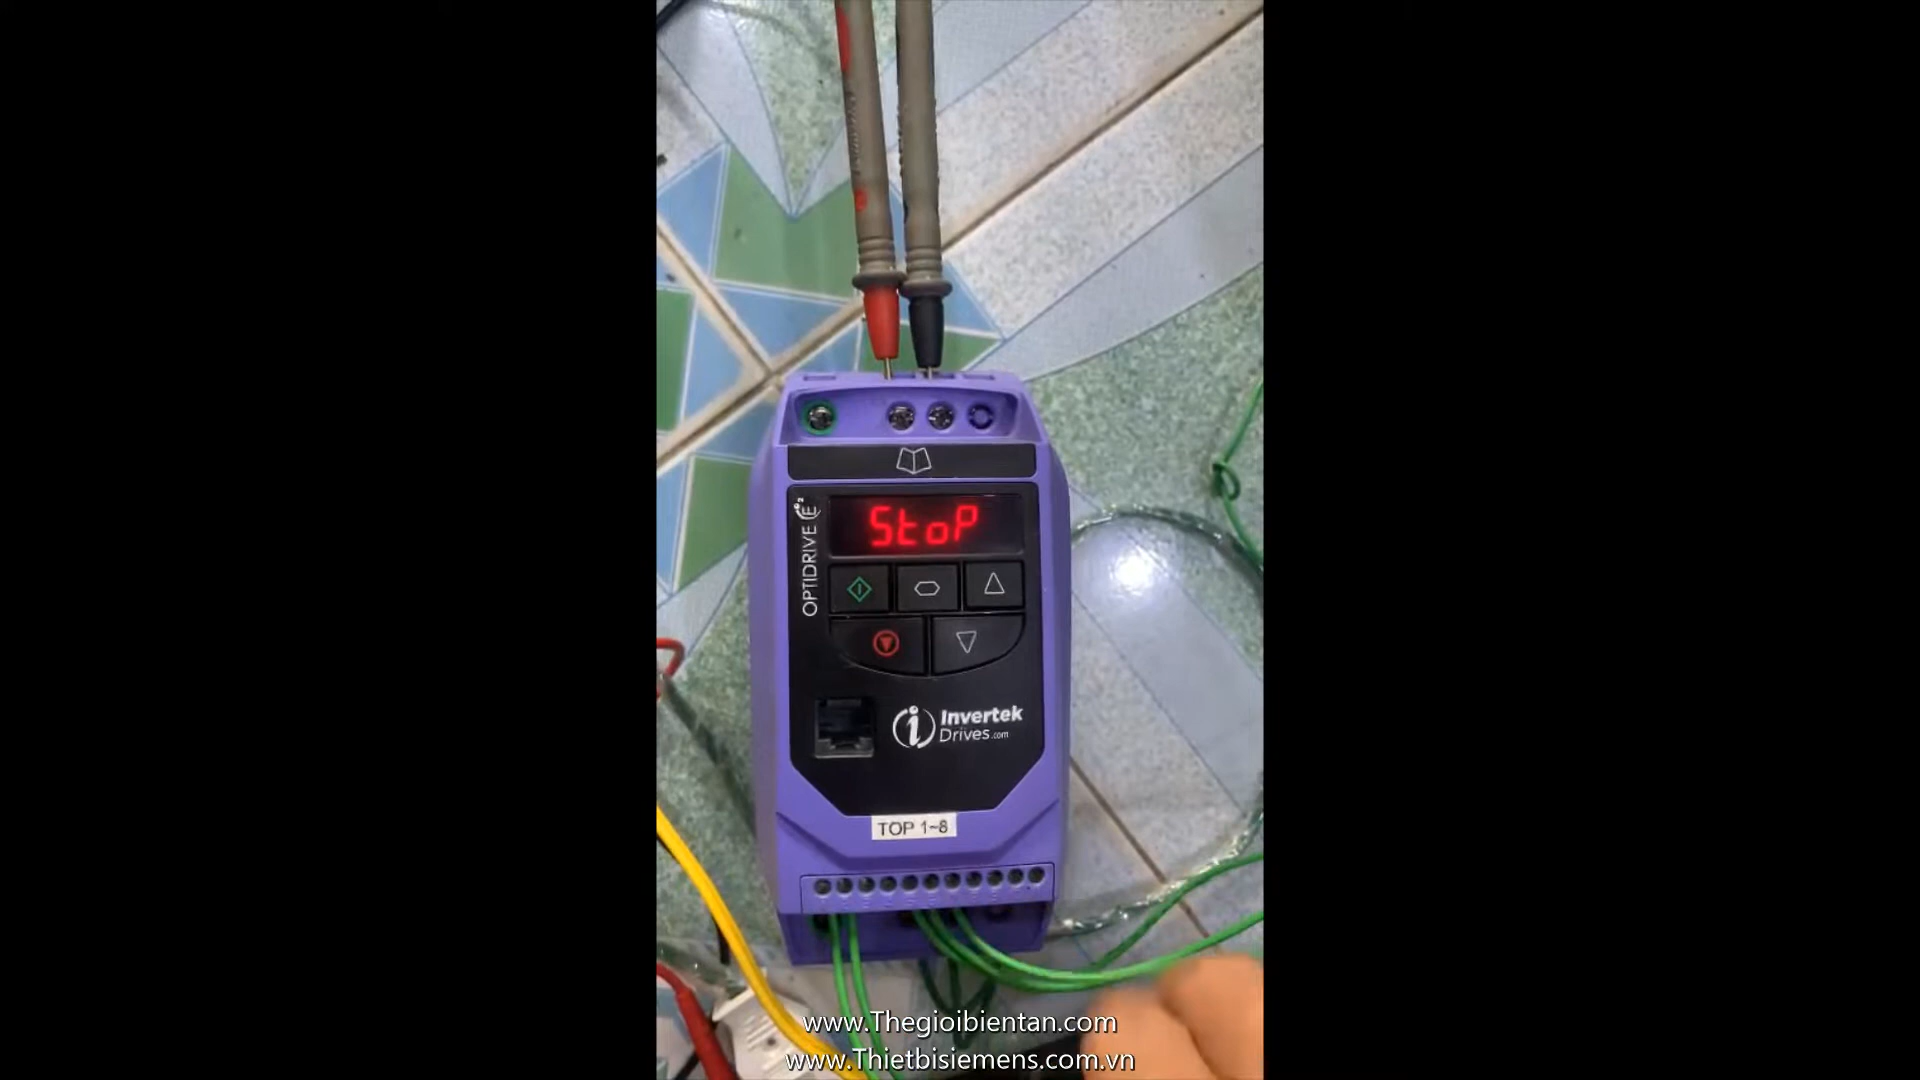 StoP
OPTIDRIVE E²
Invertek
Drives.com
TOP 1~8
www.Thegioibientan.com
www.Thietbisiemens.com.vn